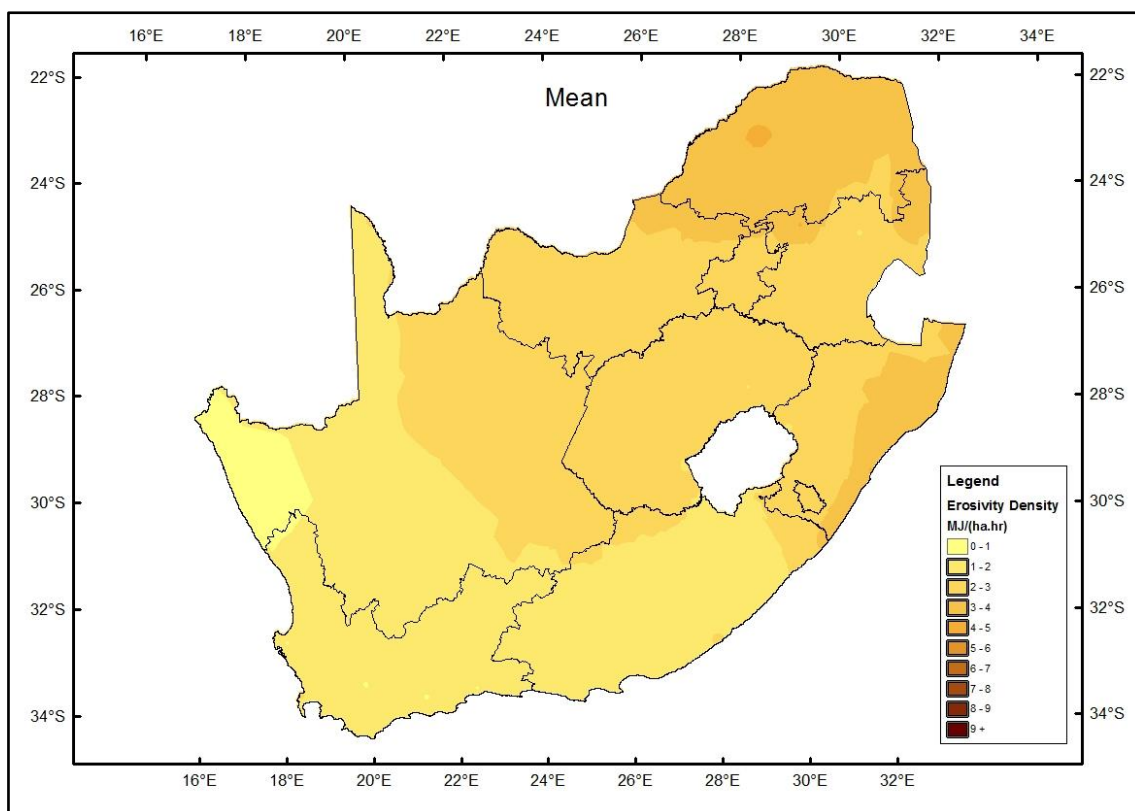 16°E 18°E 20°E 22°E 24°E 26°E 28°E 30°E 32°E 34°E
Mean
22°S 22°S
24°S 24°S
26°S 26°S
28°S 28°S
30°S 30°S
32°S 32°S
34°S 34°S
Legend
Erosivity Density
MJ/(ha.hr)
0 - 1
1 - 2
2 - 3
3 - 4
4 - 5
5 - 6
6 - 7
7 - 8
8 - 9
9 +
16°E 18°E 20°E 22°E 24°E 26°E 28°E 30°E 32°E